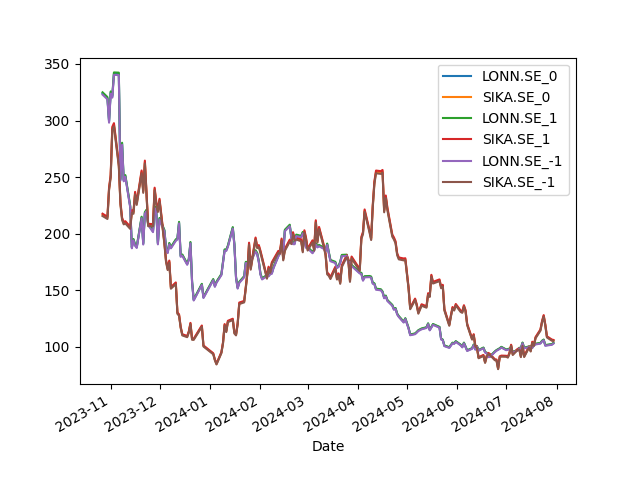 350
300
250
200
150
100
LONN.SE_0
SIKA.SE_0
LONN.SE_1
SIKA.SE_1
LONN.SE_-1
SIKA.SE_-1
2023-11
2023-12
2024-01
2024-02
2024-03
2024-04
2024-05
2024-06
2024-07
2024-08
Date